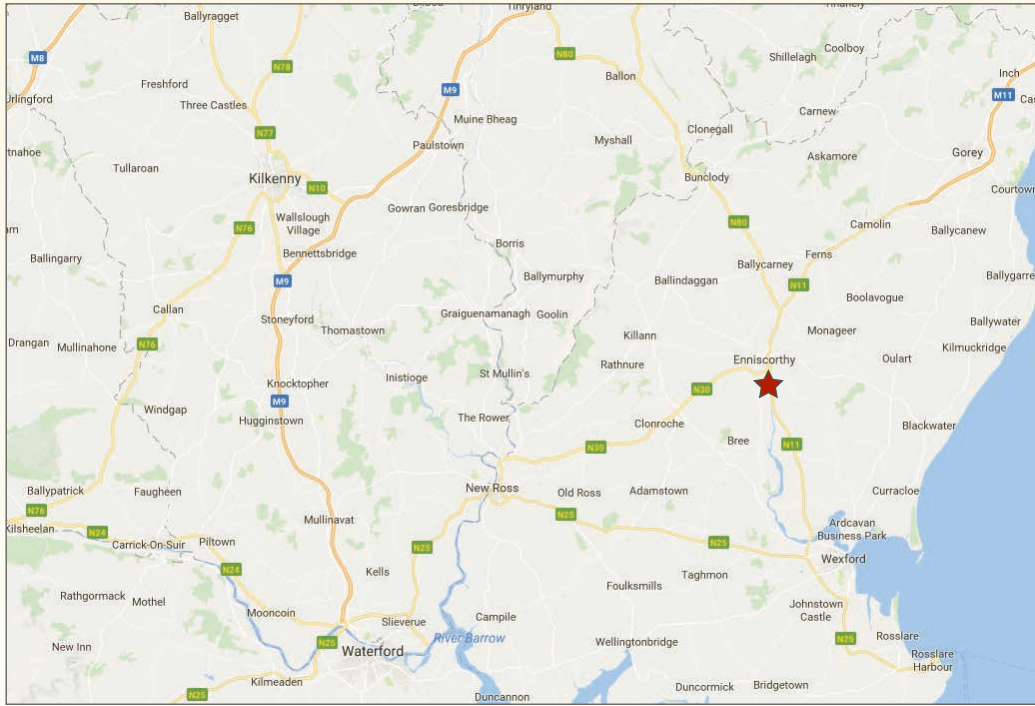 Ballyragget
Tinryland
Coolboy
Shillelagh
N80
M8
N78
Ballon
Inch
Urlingford
Freshford
M9
M11
Three Castles
Carnew
Muine Bheag
N77
Clonegall
Myshall
Paulstown
Askamore
Gorey
Tullaroan
Kilkenny
Bunclody
N10
Courtown
Gowran
Goresbridge
Wallslough
Village
N76
N80
Camolin
Ballycanew
Borris
Bennettsbridge
Ferns
Ballingarry
Ballycarney
Ballymurphy
Ballindaggan
M9
N11
Boolavogue
Callan
Graiguenamanagh
Goolin
Stoneyford
Ballywater
Thomastown
Monageer
Killann
Drangan
Mullinahone
N76
Kilmuckridge
Enniscorthy
Oulart
Rathnure
St Mullin's
Inistioge
Knocktopher
N30
M9
Windgap
The Rower
Hugginstown
Clonroche
Blackwater
Bree
N11
N30
New Ross
Ballypatrick
Faugheen
Old Ross
Adamstown
Curracloe
N76
N25
Mullinavat
Kilsheelan
N24
Ardcavan
Business Park
Carrick-On-Suir
Piltown
N25
N25
Wexford
N24
Kells
Taghmon
Foulksmills
Rathgormack
Mothel
Johnstown
Castle
Mooncoin
Slieverue
Campile
Rosslare
River Barrow
N25
Wellingtonbridge
N25
New Inn
Waterford
Rosslare
Harbour
Kilmeaden
Duncormick
Bridgetown
N25
Duncannon